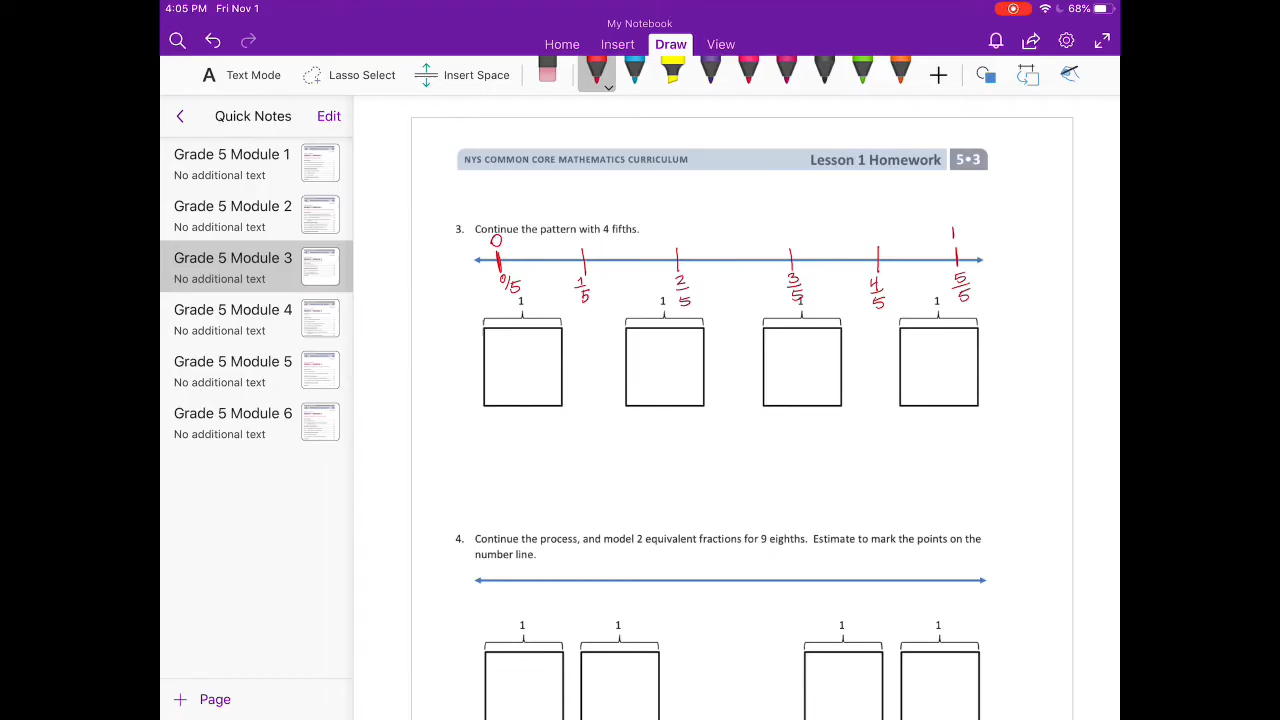 4:05 PM Fri Nov 1
68%
My Notebook
Home Insert Draw View
A Text Mode Lasso Select Insert Space
Quick Notes Edit
Grade 5 Module 1
No additional text
Grade 5 Module 2
No additional text
Grade 5 Module 3
No additional text
Grade 5 Module 4
No additional text
Grade 5 Module 5
No additional text
Grade 5 Module 6
No additional text
+ Page
NYS COMMON CORE MATHEMATICS CURRICULUM Lesson 1 Homework 5•3
3. Continue the pattern with 4 fifths.
0 1
0/5 1/5 2/5 3/5 4/5 5/5
1 1 1 1
4. Continue the process, and model 2 equivalent fractions for 9 eighths. Estimate to mark the points on the
number line.
1 1 1 1